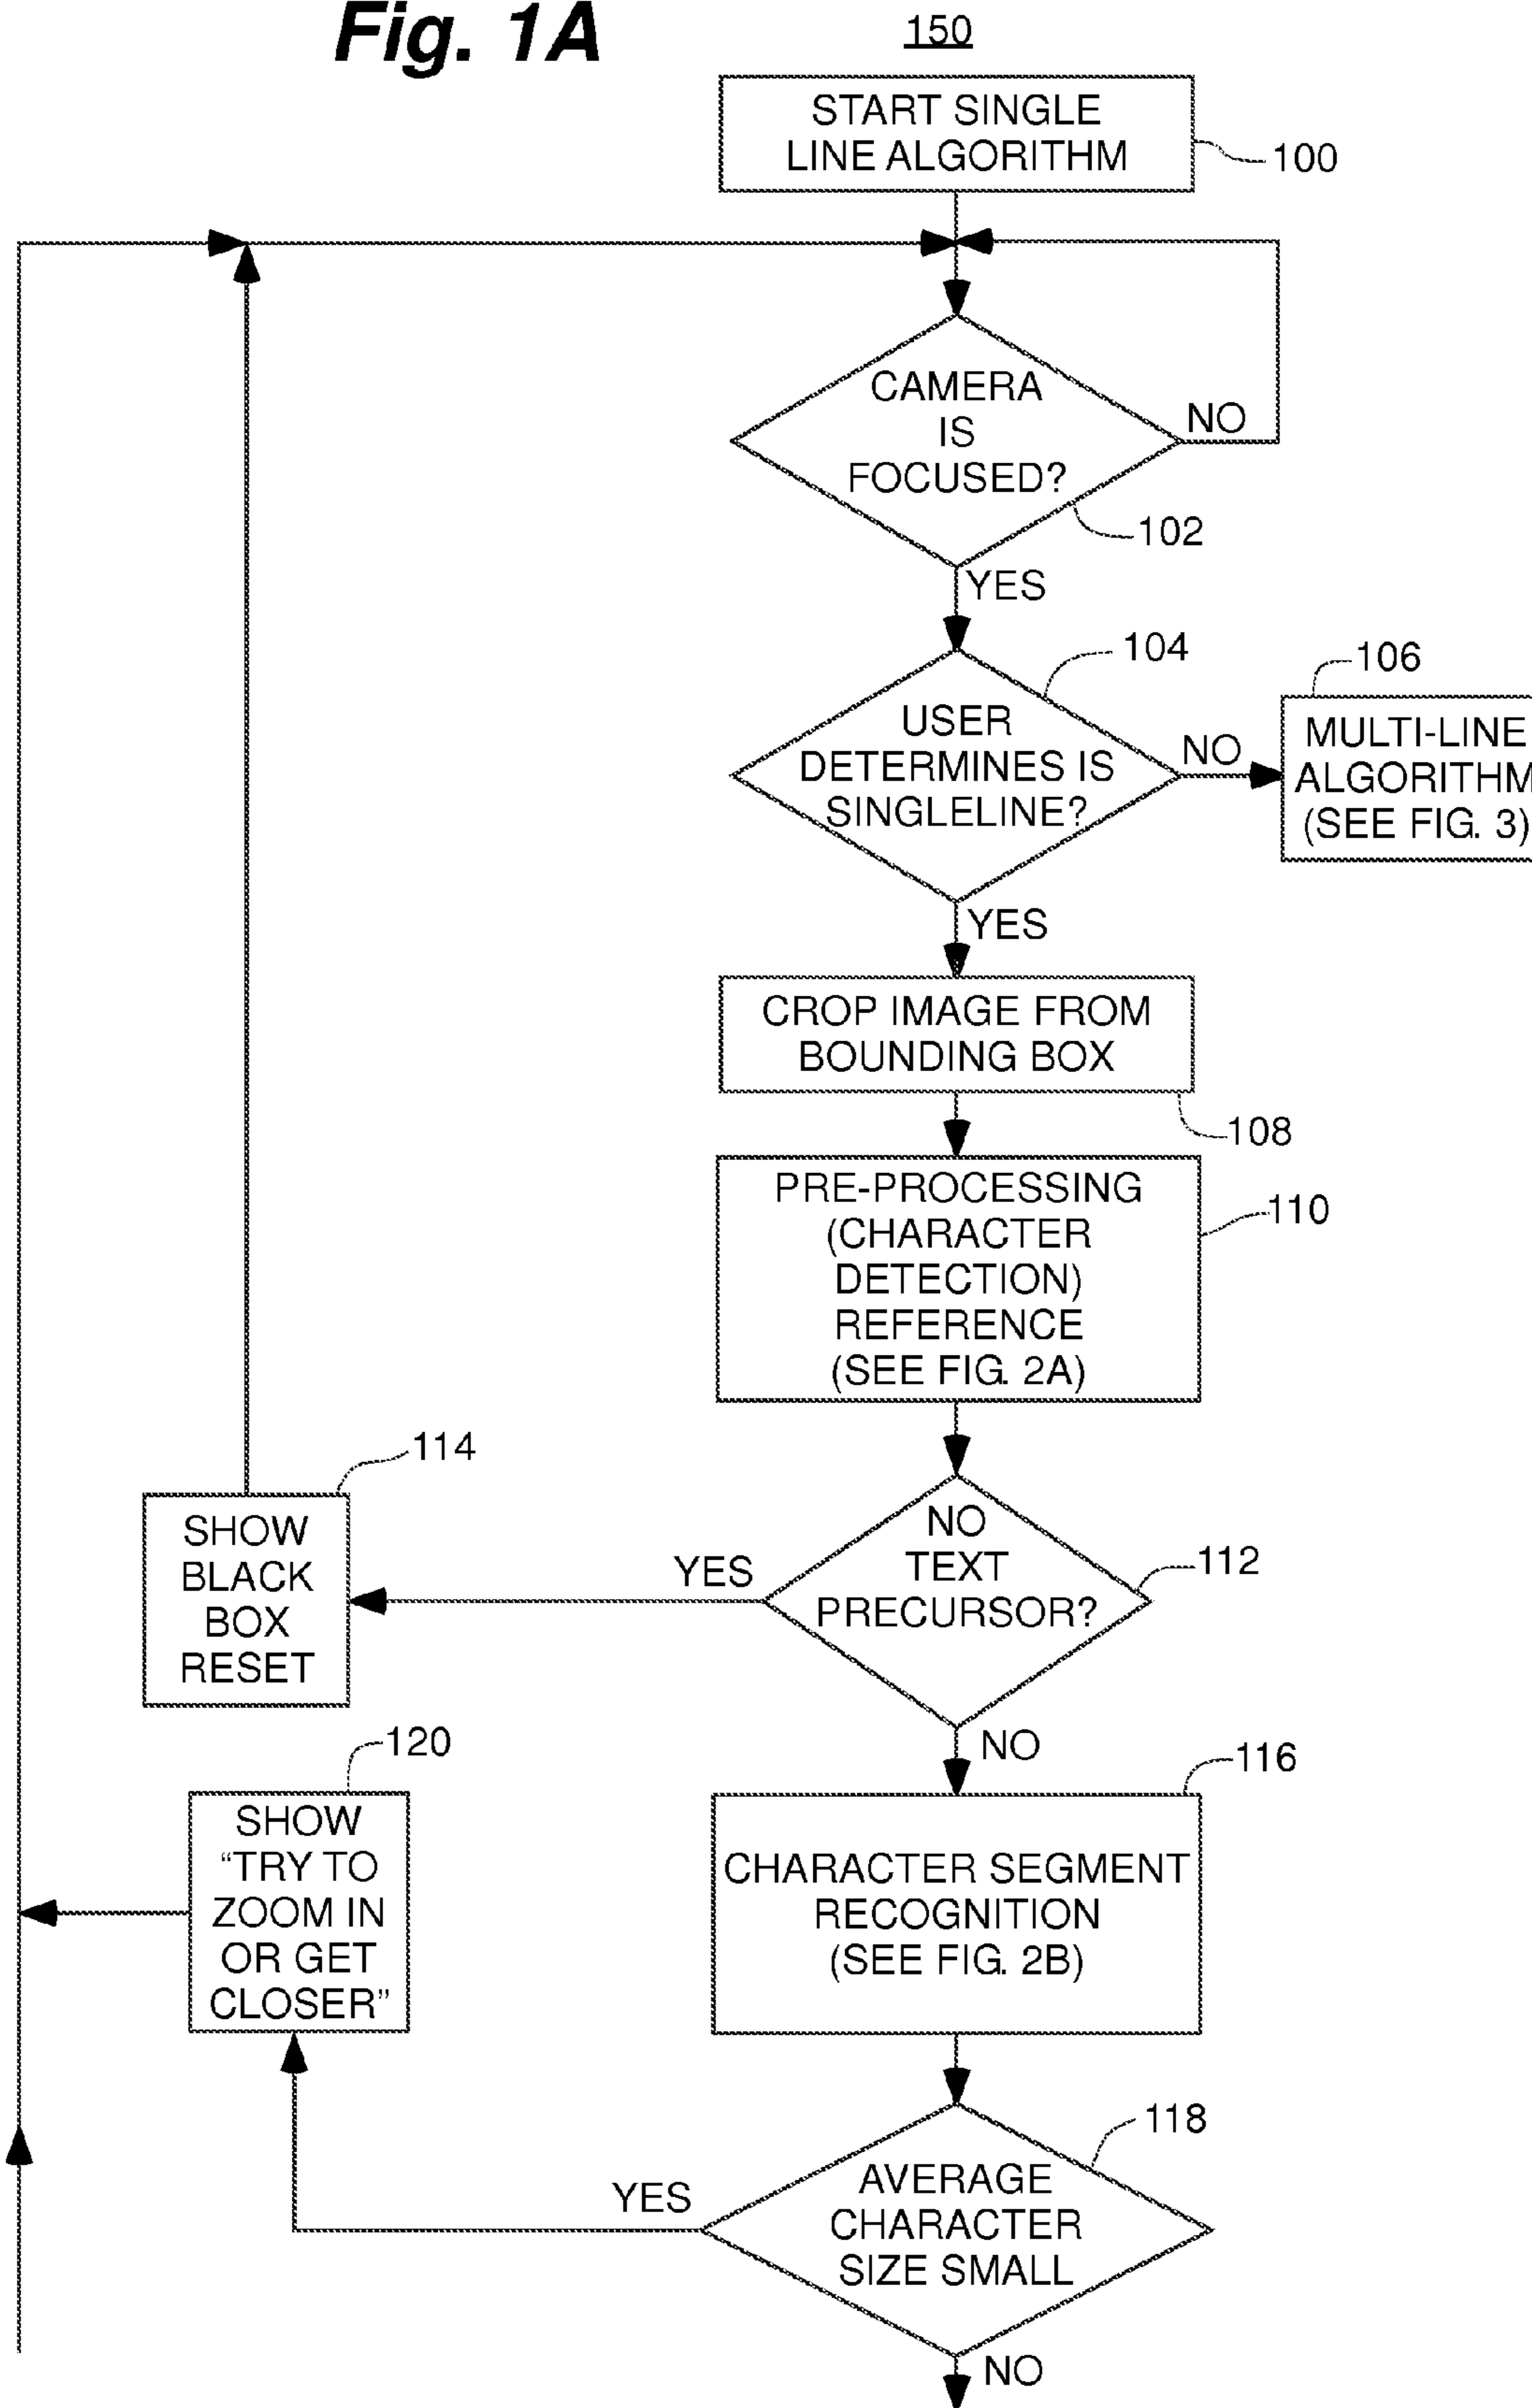 Fig. 1A
150
START SINGLE
LINE ALGORITHM
100
CAMERA
IS
FOCUSED?
NO
102
YES
104
USER
DETERMINES IS
SINGLELINE?
NO
106
MULTI-LINE
ALGORITHM
(SEE FIG. 3)
YES
CROP IMAGE FROM
BOUNDING BOX
108
PRE-PROCESSING
(CHARACTER
DETECTION)
REFERENCE
(SEE FIG. 2A)
110
NO
TEXT
PRECURSOR?
112
YES
114
SHOW
BLACK
BOX
RESET
NO
116
CHARACTER SEGMENT
RECOGNITION
(SEE FIG. 2B)
118
AVERAGE
CHARACTER
SIZE SMALL
YES
120
SHOW
“TRY TO
ZOOM IN
OR GET
CLOSER”
NO